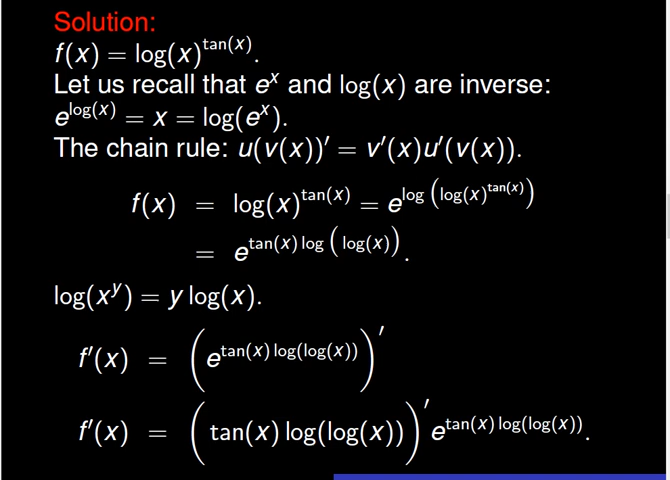 Solution:
f(x) = log(x)^{tan(x)}.
Let us recall that e^x and log(x) are inverse:
e^{log(x)} = x = log(e^x).
The chain rule: u(v(x))′ = v′(x)u′(v(x)).
f(x) = log(x)^{tan(x)} = e^{log(log(x)^{tan(x)})}
= e^{tan(x) log(log(x))}.
log(x^y) = y log(x).
f′(x) = (e^{tan(x) log(log(x))})′
f′(x) = (tan(x) log(log(x)))′ e^{tan(x) log(log(x))}.